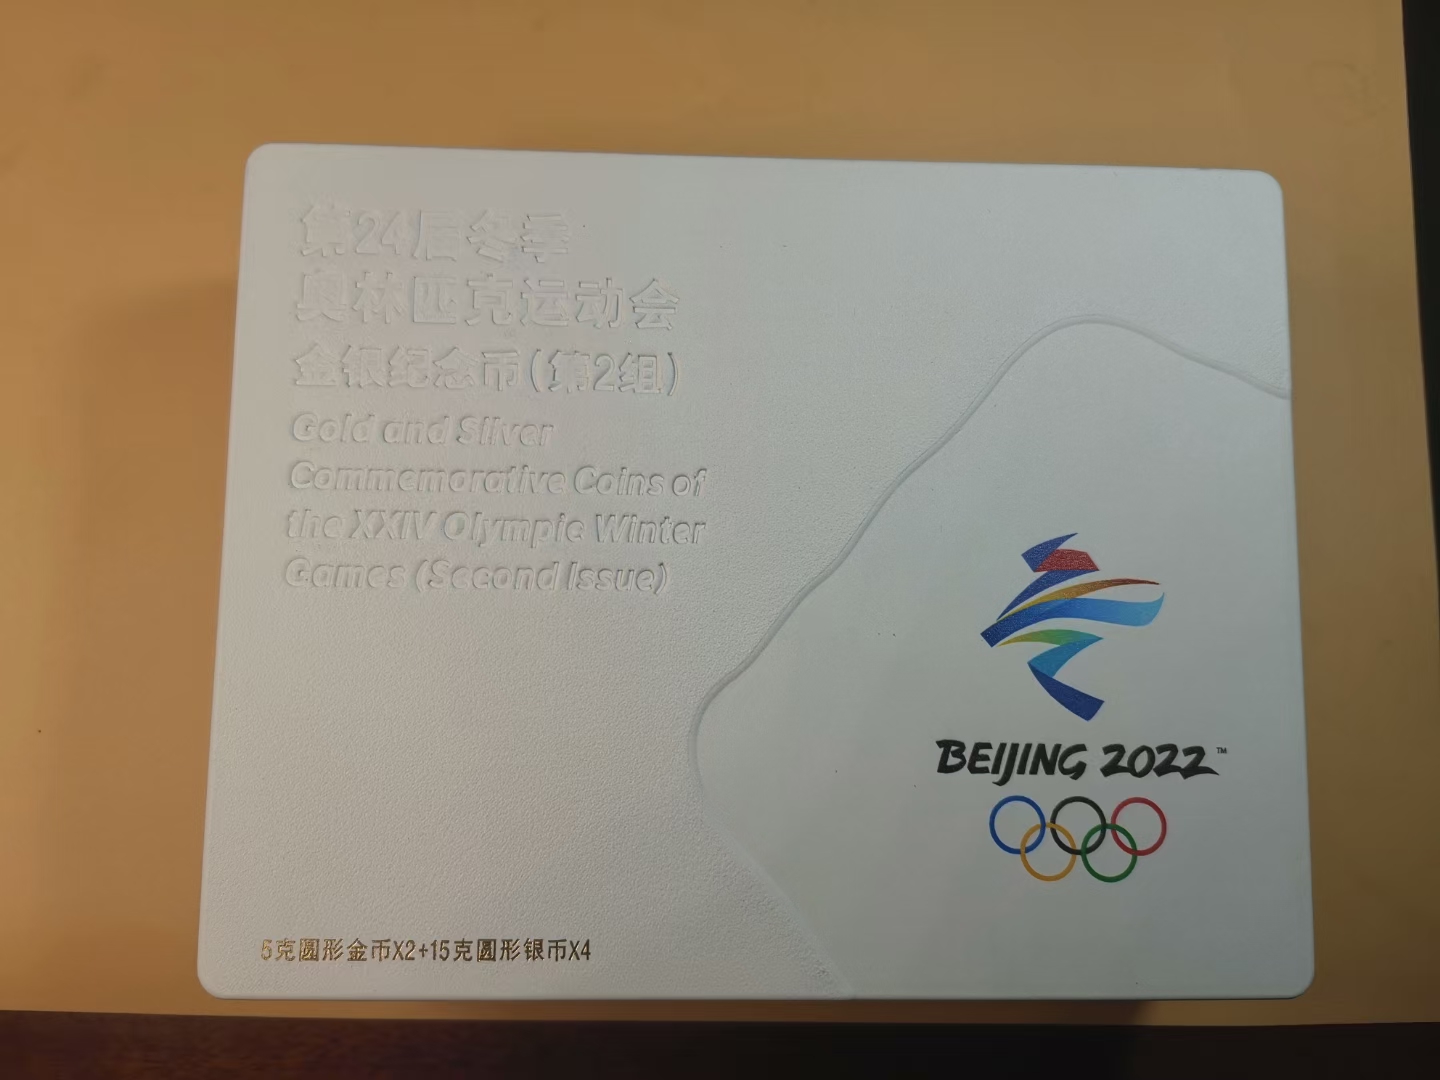 第24届冬季
奥林匹克运动会
金银纪念币(第2组)
Gold and Silver
Commemorative Coins of
the XXIV Olympic Winter
Games (Second Issue)
BEIJING 2022™
5克圆形金币X2+15克圆形银币X4